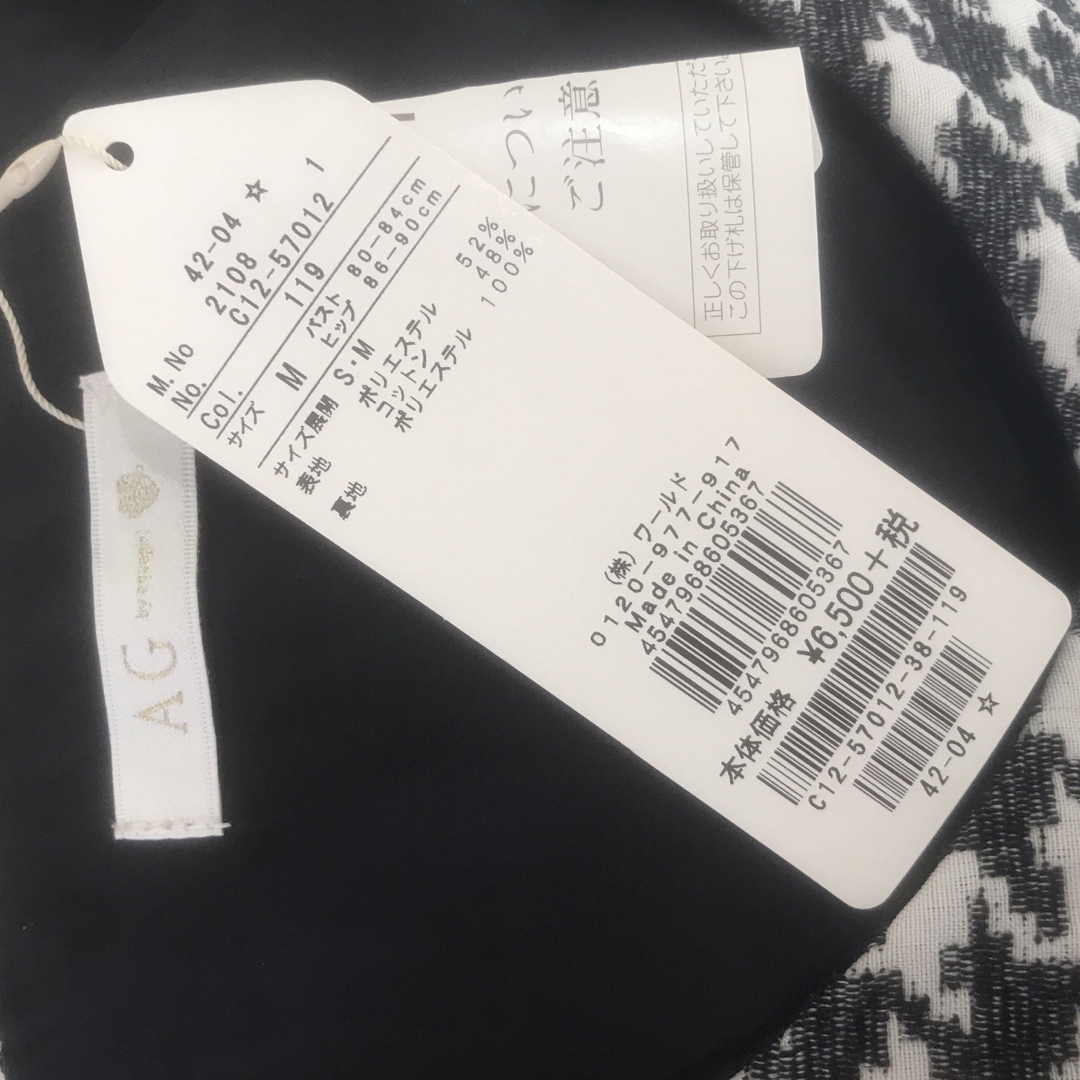 42-04 ☆
M. No 2108 1
No. C12-57012
Col. 119
サイズ M バスト 80-84cm
ヒップ 86-90cm
サイズ展開 S・M
表地 ポリエステル 52%
コットン 48%
裏地 ポリエステル 100%
(株) ワールド
0120-977-917
Made in China
4547968605367
4547968605367
本体価格 ¥6,500+税
C12-57012-38-119
42-04 ☆
につい
ご注意
正しくお取り扱いしていただ
この下げ札は保管して下さい。
AG